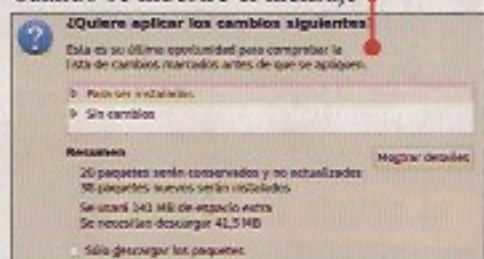 ¿Quiere aplicar los cambios siguientes?
Esta es su última oportunidad para comprobar la
lista de cambios marcados antes de que se apliquen.
Para ser instalados
Sin cambios
Resumen
Mostrar detalles
20 paquetes serán conservados y no actualizados
38 paquetes nuevos serán instalados
Se usará 141 MB de espacio extra
Se necesitan descargar 41,5 MB
Sólo descargar los paquetes